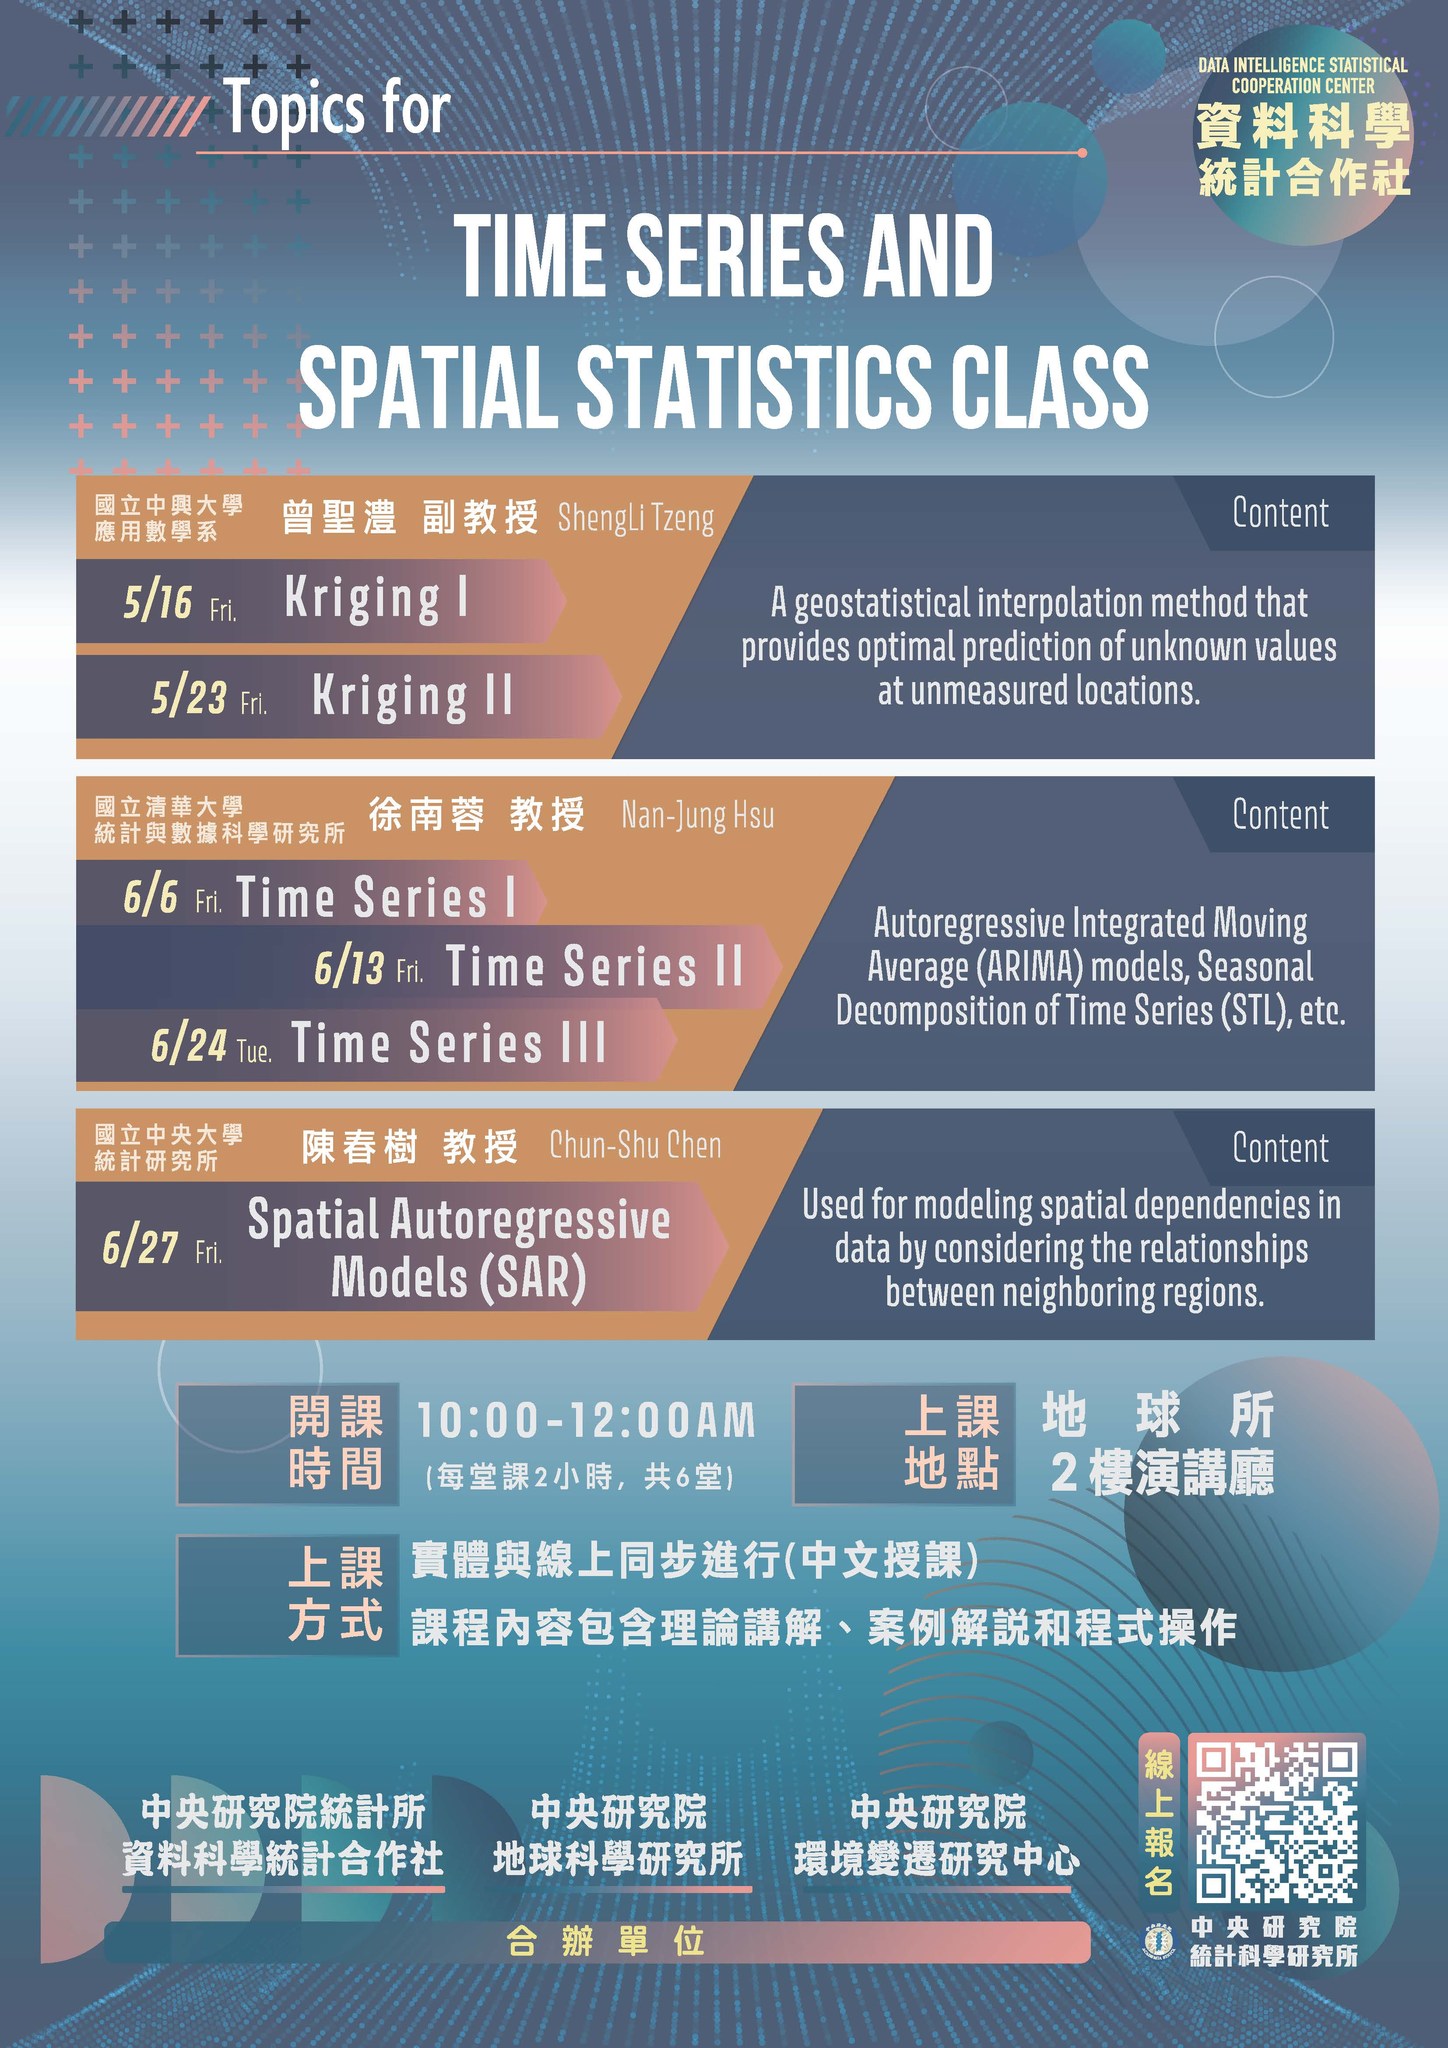 Topics for
DATA INTELLIGENCE STATISTICAL
COOPERATION CENTER
資料科學
統計合作社
TIME SERIES AND
SPATIAL STATISTICS CLASS
國立中興大學
應用數學系
曾聖澧 副教授 ShengLi Tzeng
5/16 Fri. Kriging I
5/23 Fri. Kriging II
Content
A geostatistical interpolation method that
provides optimal prediction of unknown values
at unmeasured locations.
國立清華大學
統計與數據科學研究所
徐南蓉 教授 Nan-Jung Hsu
6/6 Fri. Time Series I
6/13 Fri. Time Series II
6/24 Tue. Time Series III
Content
Autoregressive Integrated Moving
Average (ARIMA) models, Seasonal
Decomposition of Time Series (STL), etc.
國立中央大學
統計研究所
陳春樹 教授 Chun-Shu Chen
6/27 Fri. Spatial Autoregressive
Models (SAR)
Content
Used for modeling spatial dependencies in
data by considering the relationships
between neighboring regions.
開課
時間
10:00-12:00AM
(每堂課2小時, 共6堂)
上課
地點
地球所
2樓演講廳
上課
方式
實體與線上同步進行(中文授課)
課程內容包含理論講解、案例解說和程式操作
中央研究院統計所
資料科學統計合作社
中央研究院
地球科學研究所
中央研究院
環境變遷研究中心
合辦單位
線上報名
中央研究院
統計科學研究所